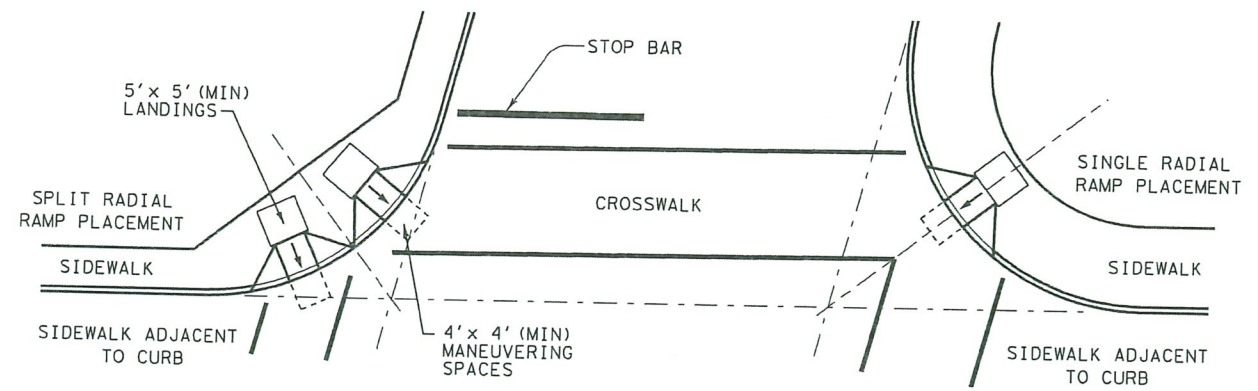 STOP BAR
5' x 5' (MIN)
LANDINGS
SPLIT RADIAL
RAMP PLACEMENT
SINGLE RADIAL
RAMP PLACEMENT
CROSSWALK
SIDEWALK
SIDEWALK
SIDEWALK ADJACENT
TO CURB
4' x 4' (MIN)
MANEUVERING
SPACES
SIDEWALK ADJACENT
TO CURB